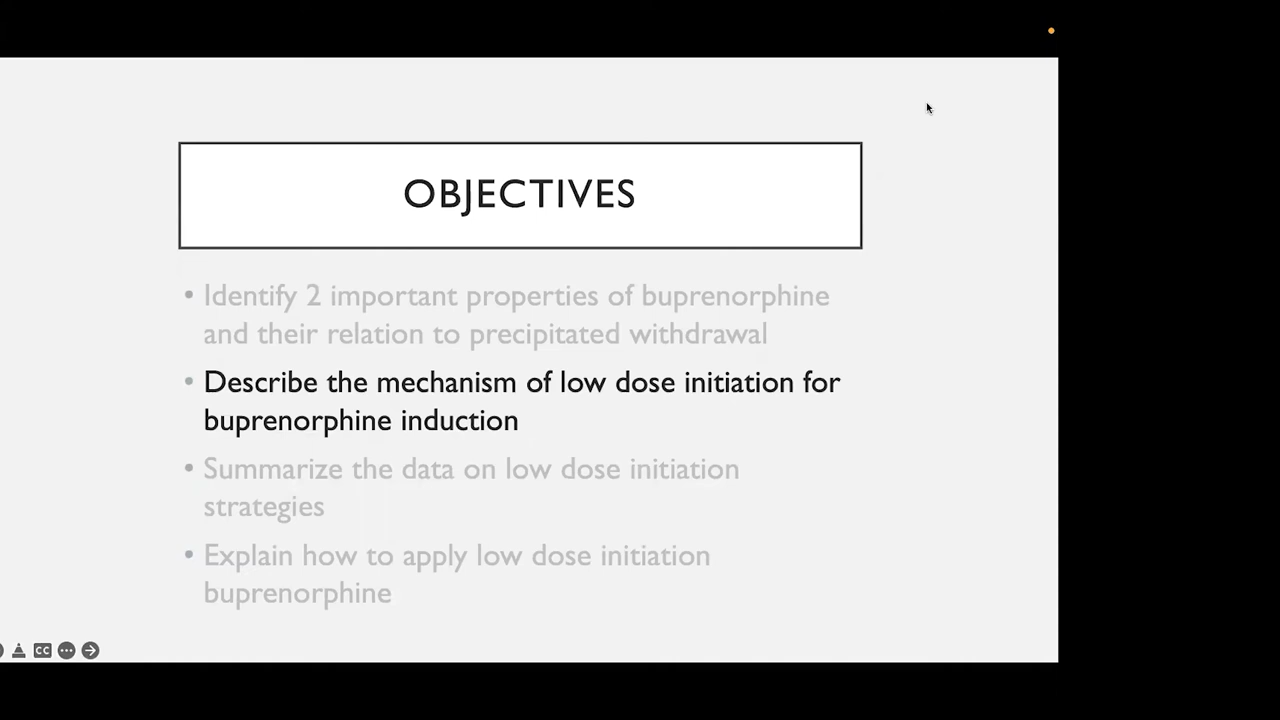 OBJECTIVES
• Identify 2 important properties of buprenorphine
and their relation to precipitated withdrawal
• Describe the mechanism of low dose initiation for
buprenorphine induction
• Summarize the data on low dose initiation
strategies
• Explain how to apply low dose initiation
buprenorphine
CC